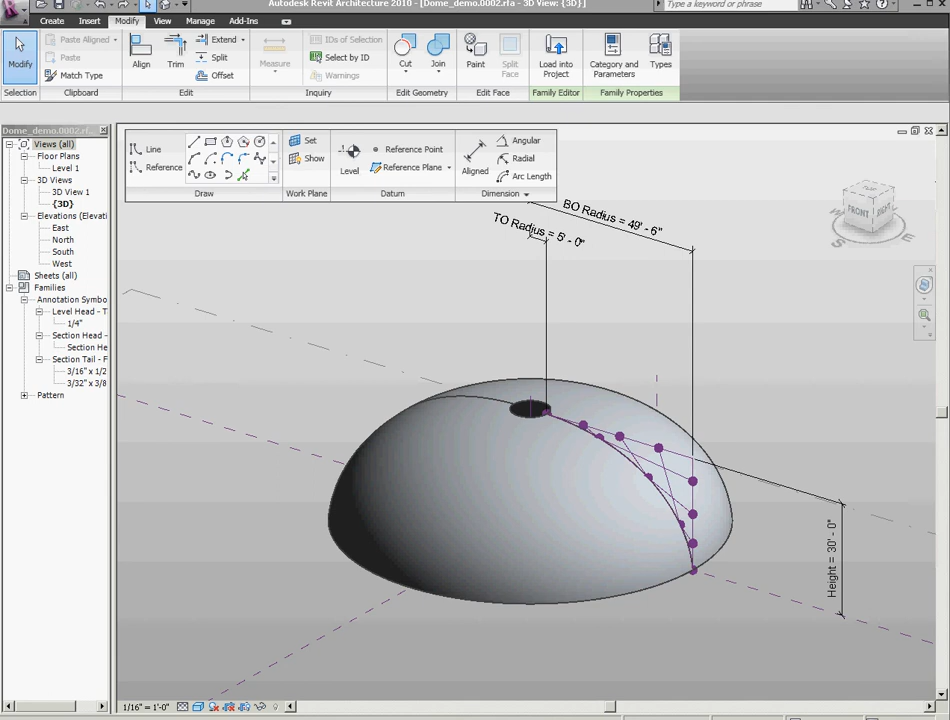 Autodesk Revit Architecture 2010 - [Dome_demo.0002.rfa - 3D View: {3D}]
Type a keyword or phrase
Create Insert Modify View Manage Add-Ins
Modify
Paste Aligned
Paste
Match Type
Align
Trim
Extend
Split
Offset
Measure
IDs of Selection
Select by ID
Warnings
Cut
Join
Paint
Split
Face
Load into
Project
Category and
Parameters
Types
Selection Clipboard Edit Inquiry Edit Geometry Edit Face Family Editor Family Properties
Dome_demo.0002.rf...
Views (all)
Floor Plans
Level 1
3D Views
3D View 1
{3D}
Elevations (Elevati
East
North
South
West
Sheets (all)
Families
Annotation Symbo
Level Head - T
1/4"
Section Head -
Section He
Section Tail - F
3/16" x 1/2
3/32" x 3/8
Pattern
Line
Reference
Set
Show
Level
Reference Point
Reference Plane
Aligned
Angular
Radial
Arc Length
Draw Work Plane Datum Dimension
BO Radius = 49' - 6"
TO Radius = 5' - 0"
Height = 30' - 0"
FRONT RIGHT
S E
1/16" = 1'-0"